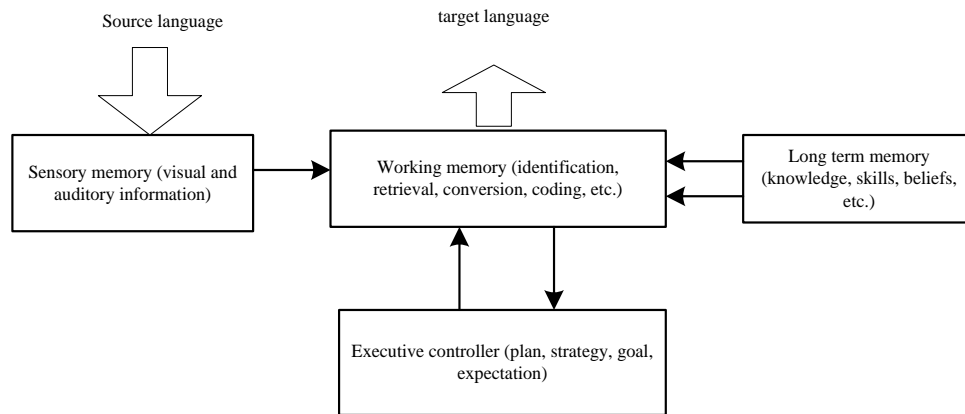 Source language
target language
Sensory memory (visual and
auditory information)
Working memory (identification,
retrieval, conversion, coding, etc.)
Long term memory
(knowledge, skills, beliefs,
etc.)
Executive controller (plan, strategy, goal,
expectation)